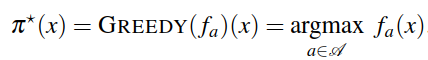 π⋆(x) = GREEDY(fₐ)(x) = argmax fₐ(x)
a∈𝒜